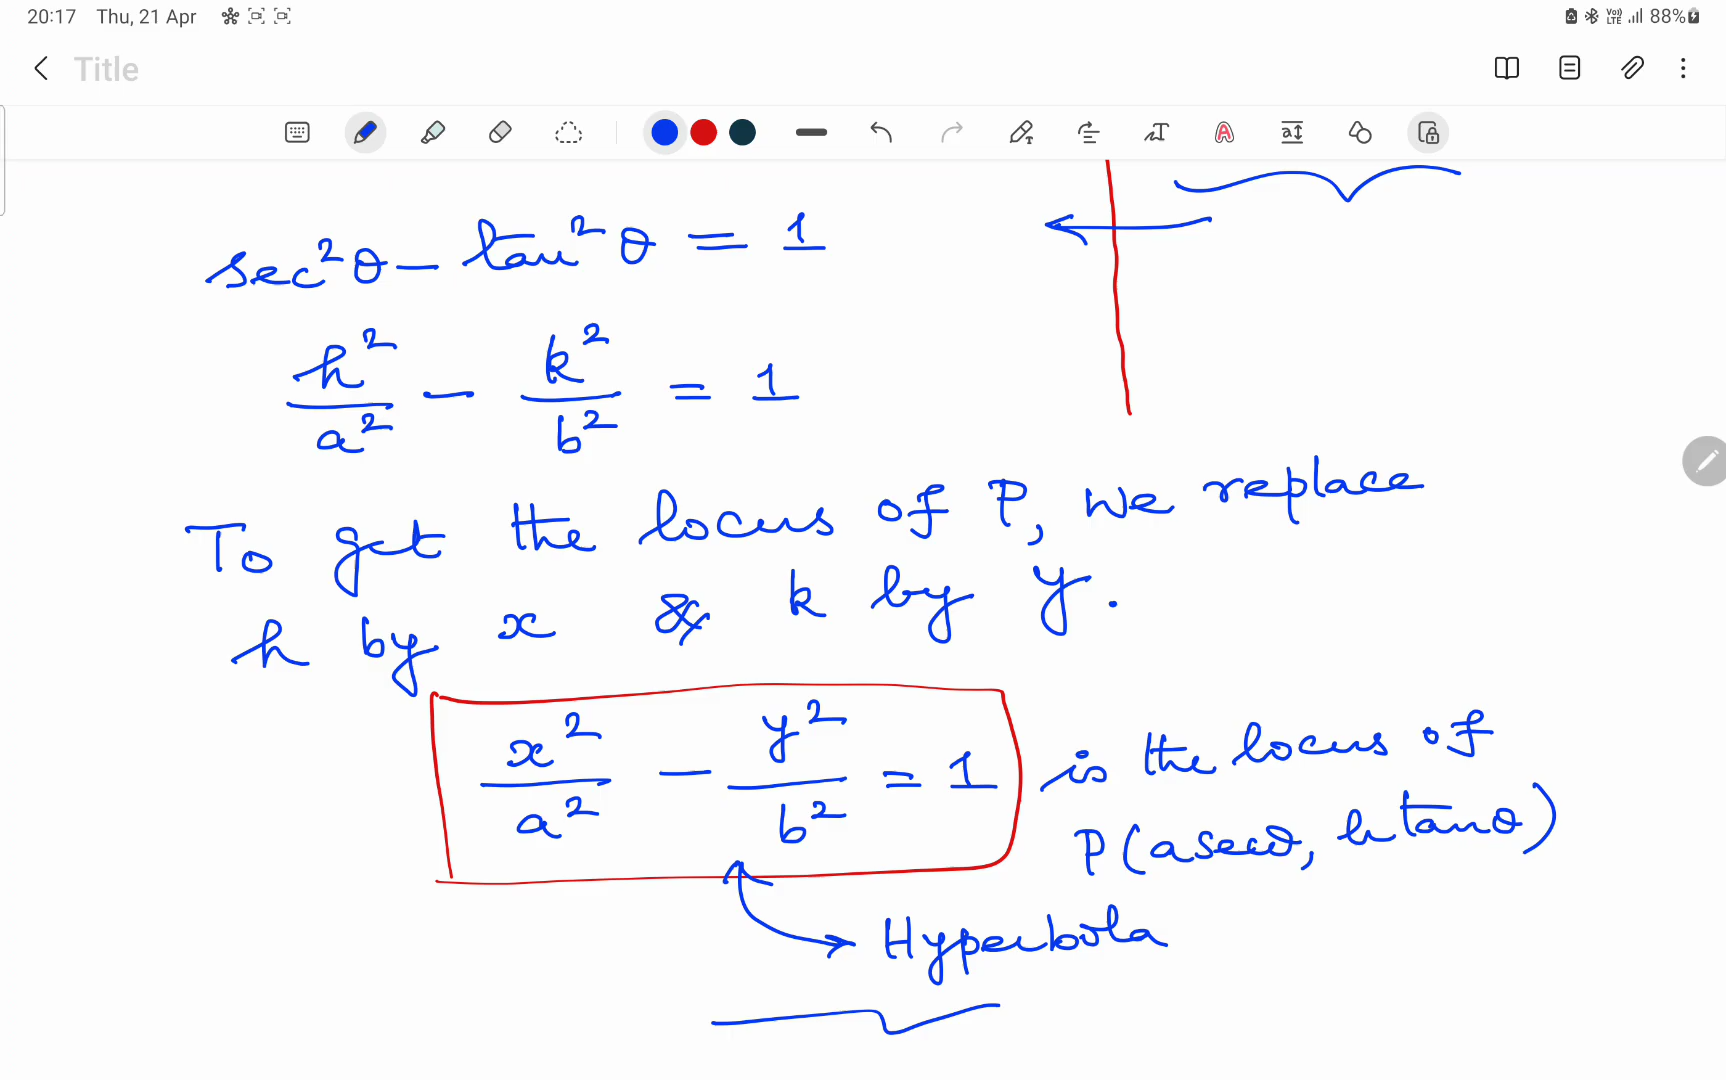 20:17 Thu, 21 Apr 88%
Title
sec²θ − tan²θ = 1
h²/a² − k²/b² = 1
To get the locus of P, we replace
h by x & k by y.
x²/a² − y²/b² = 1 is the locus of
P(a secθ, b tanθ)
Hyperbola